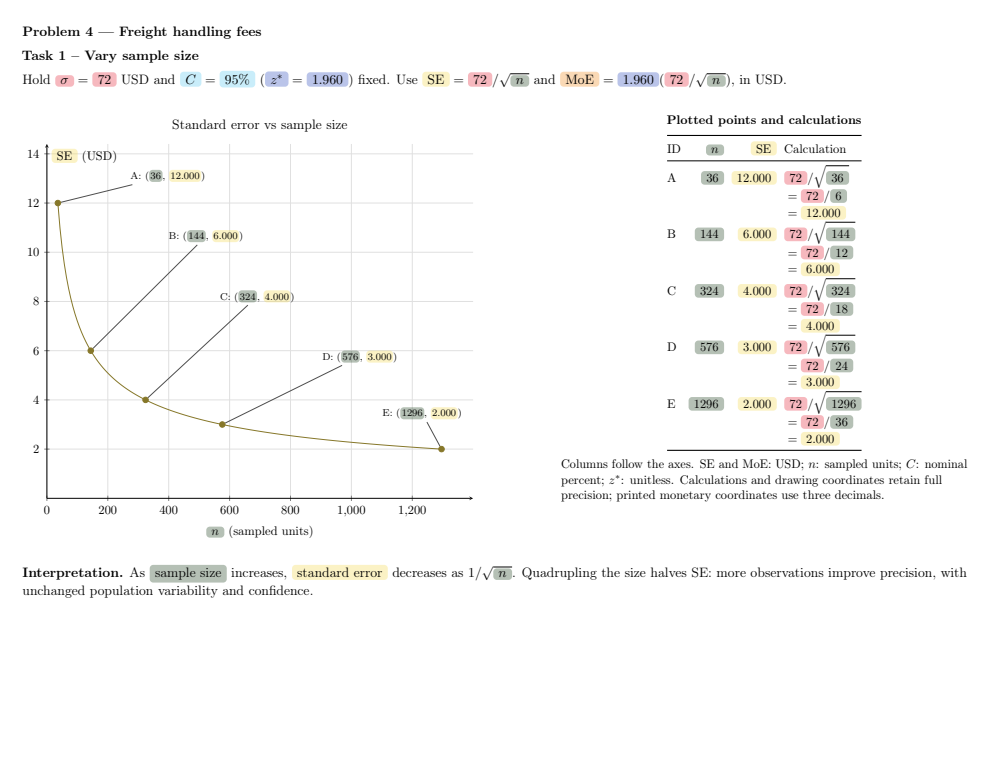 Problem 4 — Freight handling fees
Task 1 – Vary sample size
Hold σ = 72 USD and C = 95% (z* = 1.960) fixed. Use SE = 72/√n and MoE = 1.960(72/√n), in USD.
Standard error vs sample size
SE (USD)
14
12
10
8
6
4
2
A: (36, 12.000)
B: (144, 6.000)
C: (324, 4.000)
D: (576, 3.000)
E: (1296, 2.000)
0 200 400 600 800 1,000 1,200
n (sampled units)
Plotted points and calculations
ID n SE Calculation
A 36 12.000 72/√36
= 72/6
= 12.000
B 144 6.000 72/√144
= 72/12
= 6.000
C 324 4.000 72/√324
= 72/18
= 4.000
D 576 3.000 72/√576
= 72/24
= 3.000
E 1296 2.000 72/√1296
= 72/36
= 2.000
Columns follow the axes. SE and MoE: USD; n: sampled units; C: nominal
percent; z*: unitless. Calculations and drawing coordinates retain full
precision; printed monetary coordinates use three decimals.
Interpretation. As sample size increases, standard error decreases as 1/√n. Quadrupling the size halves SE: more observations improve precision, with
unchanged population variability and confidence.